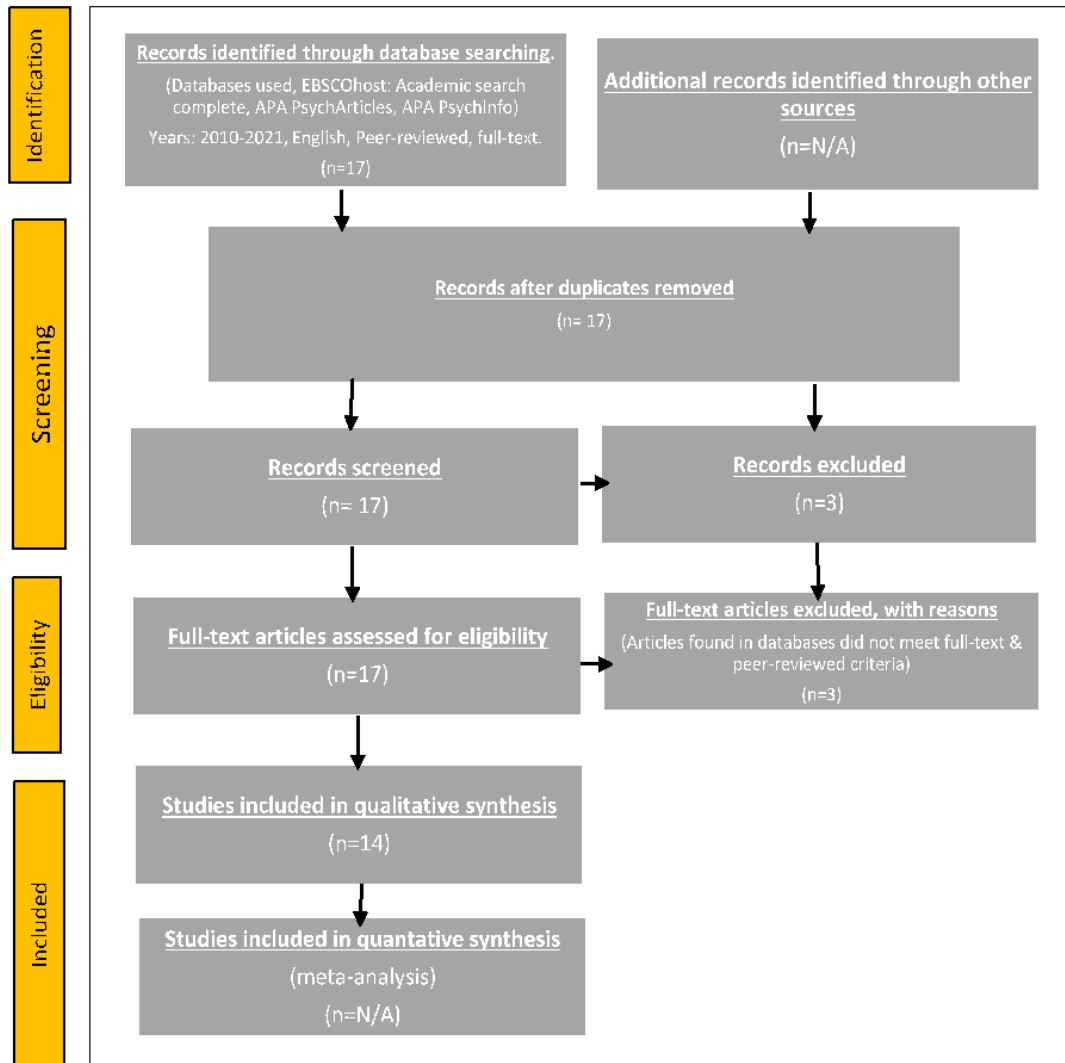 Identification
Records identified through database searching.
(Databases used, EBSCOhost: Academic search
complete, APA PsychArticles, APA PsychInfo)
Years: 2010-2021, English, Peer-reviewed, full-text.
(n=17)
Additional records identified through other
sources
(n=N/A)
Screening
Records after duplicates removed
(n= 17)
Records screened
(n= 17)
Records excluded
(n=3)
Eligibility
Full-text articles assessed for eligibility
(n=17)
Full-text articles excluded, with reasons
(Articles found in databases did not meet full-text &
peer-reviewed criteria)
(n=3)
Included
Studies included in qualitative synthesis
(n=14)
Studies included in quantative synthesis
(meta-analysis)
(n=N/A)